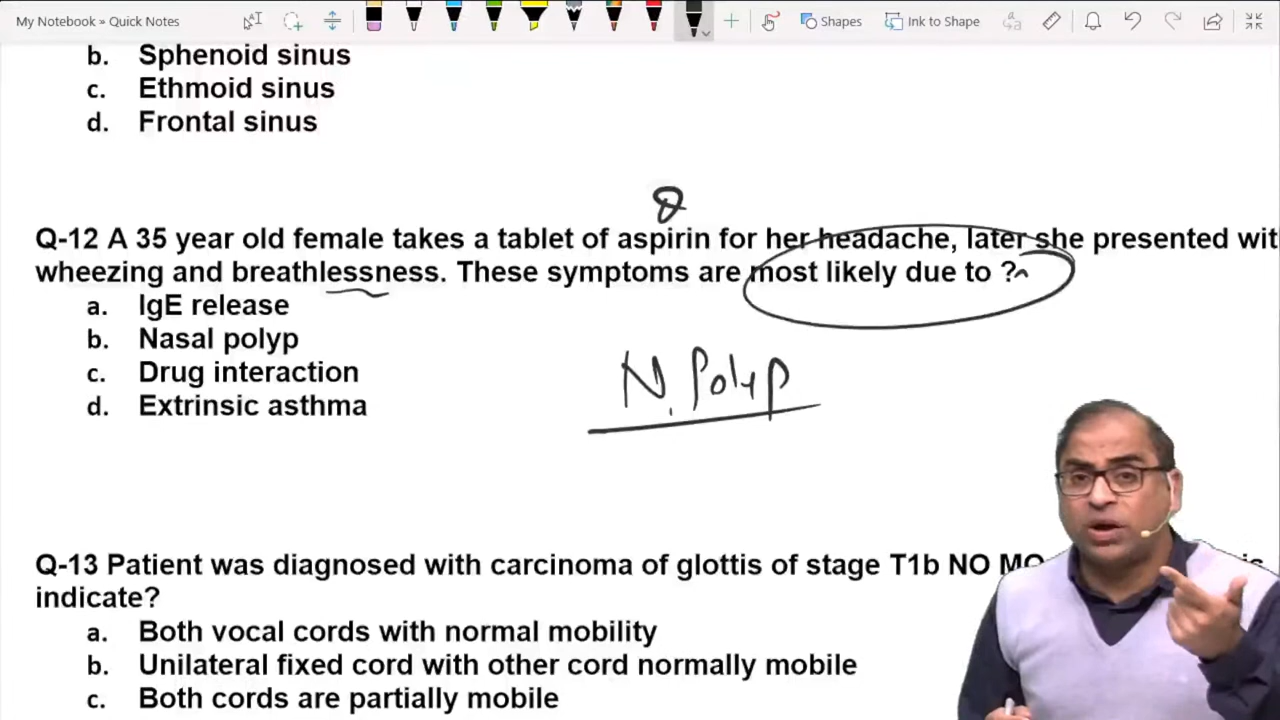 My Notebook » Quick Notes
Shapes
Ink to Shape
b. Sphenoid sinus
c. Ethmoid sinus
d. Frontal sinus
Q-12 A 35 year old female takes a tablet of aspirin for her headache, later she presented wit
wheezing and breathlessness. These symptoms are most likely due to ?
a. IgE release
b. Nasal polyp
c. Drug interaction
d. Extrinsic asthma
N. Polyp
Q-13 Patient was diagnosed with carcinoma of glottis of stage T1b NO MO
indicate?
a. Both vocal cords with normal mobility
b. Unilateral fixed cord with other cord normally mobile
c. Both cords are partially mobile